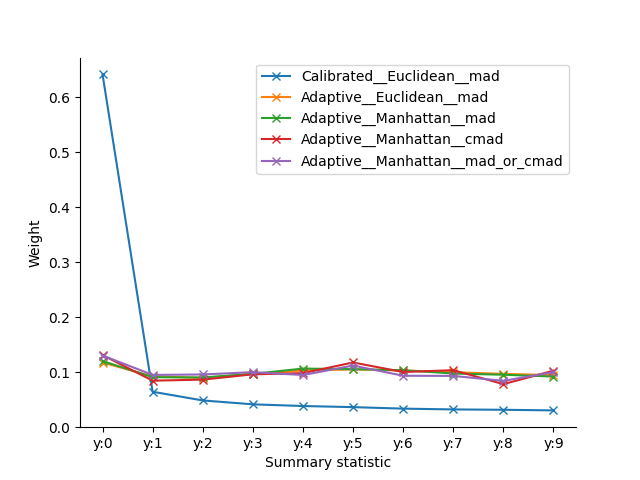 Calibrated__Euclidean__mad
Adaptive__Euclidean__mad
Adaptive__Manhattan__mad
Adaptive__Manhattan__cmad
Adaptive__Manhattan__mad_or_cmad
Weight
0.6
0.5
0.4
0.3
0.2
0.1
0.0
y:0 y:1 y:2 y:3 y:4 y:5 y:6 y:7 y:8 y:9
Summary statistic